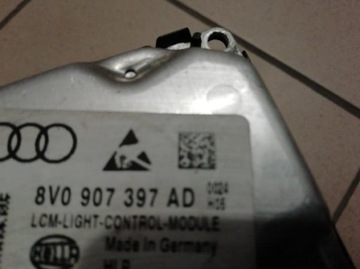 8V0 907 397 AD
0024
H05
LCM-LIGHT-CONTROL-MODULE
Made in Germany
HELLA